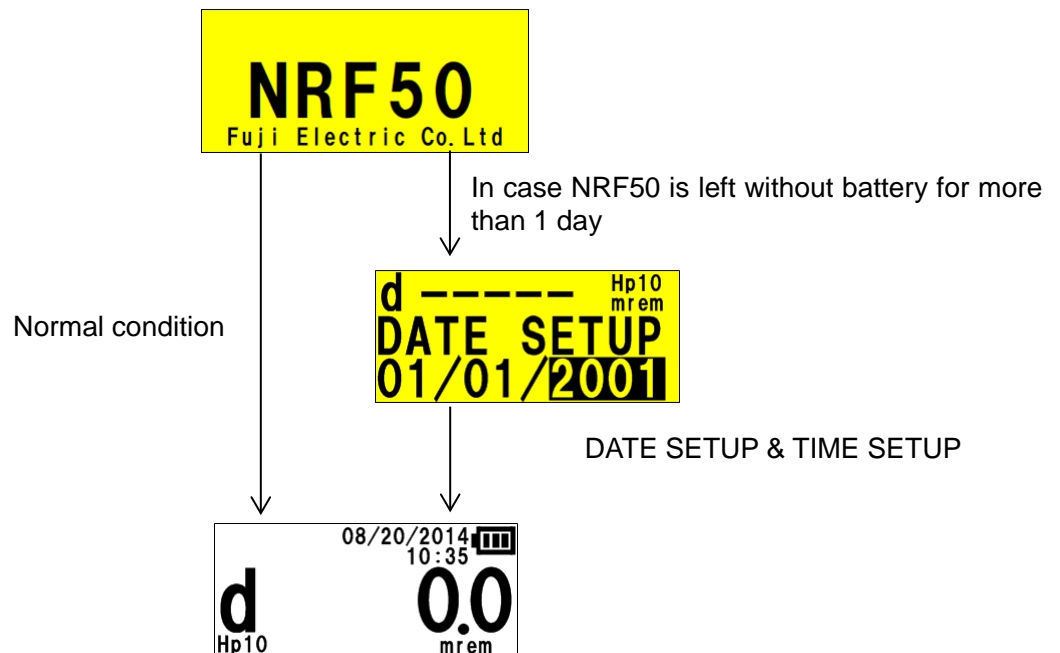 NRF50
Fuji Electric Co.Ltd
In case NRF50 is left without battery for more
than 1 day
Normal condition
d ----- Hp10
mrem
DATE SETUP
01/01/2001
DATE SETUP & TIME SETUP
08/20/2014
10:35
d 0.0
Hp10 mrem